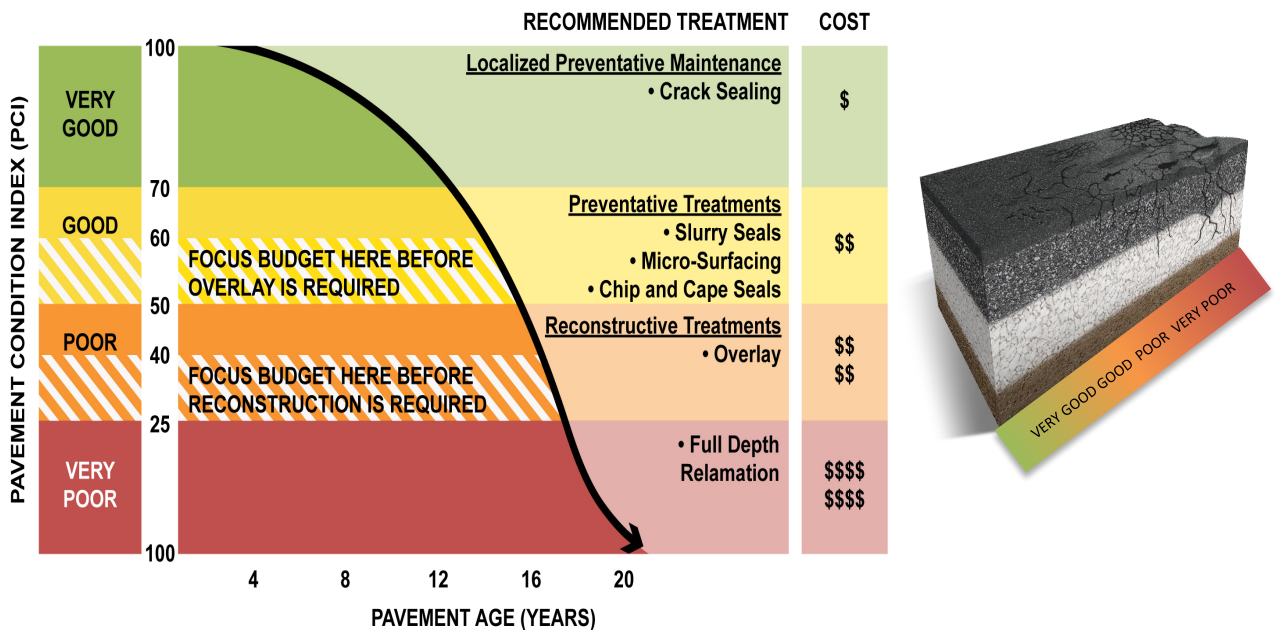 RECOMMENDED TREATMENT
COST
PAVEMENT CONDITION INDEX (PCI)
100
VERY
GOOD
Localized Preventative Maintenance
• Crack Sealing
$
70
GOOD
60
FOCUS BUDGET HERE BEFORE
OVERLAY IS REQUIRED
Preventative Treatments
• Slurry Seals
• Micro-Surfacing
• Chip and Cape Seals
$$
50
POOR
40
FOCUS BUDGET HERE BEFORE
RECONSTRUCTION IS REQUIRED
Reconstructive Treatments
• Overlay
$$
$$
25
VERY
POOR
• Full Depth
Relamation
$$$$
$$$$
100
4 8 12 16 20
PAVEMENT AGE (YEARS)
VERY GOOD GOOD POOR VERY POOR